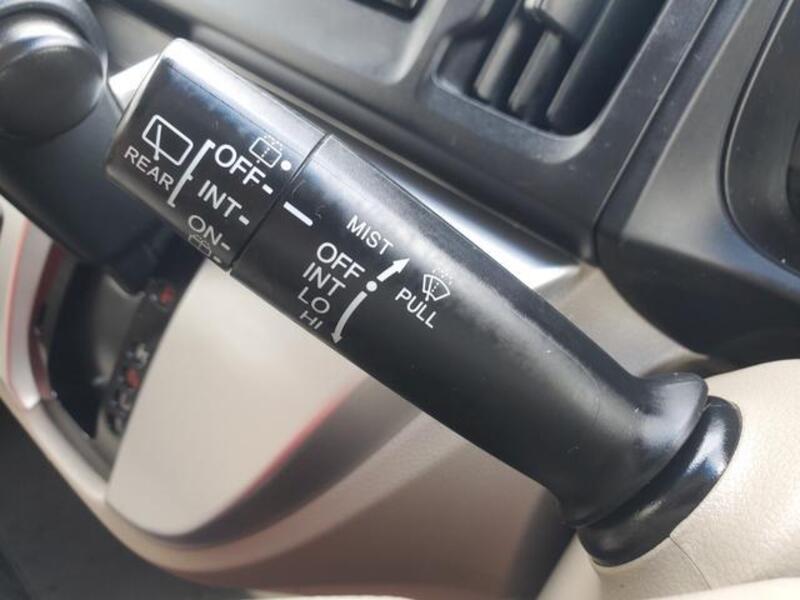 REAR
OFF
INT
ON
MIST
OFF
INT
LO
HI
PULL